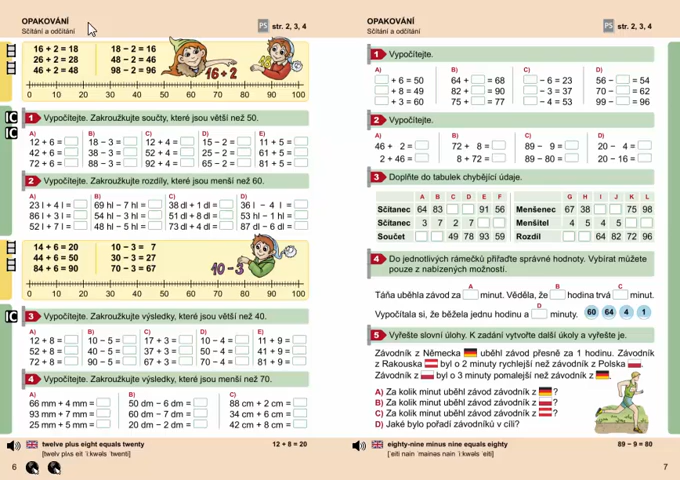 OPAKOVÁNÍ
Sčítání a odčítání
PS str. 2, 3, 4
16 + 2 = 18 18 – 2 = 16
26 + 2 = 28 48 – 2 = 46
46 + 2 = 48 98 – 2 = 96
16 + 2
0 10 20 30 40 50 60 70 80 90 100
1 Vypočítejte. Zakroužkujte součty, které jsou větší než 50.
A) B) C) D) E)
12 + 6 = 18 – 3 = 12 + 4 = 15 – 2 = 11 + 5 =
42 + 6 = 38 – 3 = 52 + 4 = 25 – 2 = 61 + 5 =
72 + 6 = 88 – 3 = 92 + 4 = 65 – 2 = 81 + 5 =
2 Vypočítejte. Zakroužkujte rozdíly, které jsou menší než 60.
A) B) C) D)
23 l + 4 l = 69 hl – 7 hl = 38 dl + 1 dl = 36 l – 4 l =
86 l + 3 l = 54 hl – 3 hl = 51 dl + 8 dl = 53 hl – 1 hl =
52 l + 7 l = 48 hl – 5 hl = 73 dl + 4 dl = 87 dl – 6 dl =
14 + 6 = 20 10 – 3 = 7
44 + 6 = 50 30 – 3 = 27
84 + 6 = 90 70 – 3 = 67
10 – 3
0 10 20 30 40 50 60 70 80 90 100
3 Vypočítejte. Zakroužkujte výsledky, které jsou větší než 40.
A) B) C) D) E)
12 + 8 = 10 – 5 = 17 + 3 = 10 – 4 = 11 + 9 =
52 + 8 = 40 – 5 = 37 + 3 = 50 – 4 = 41 + 9 =
72 + 8 = 90 – 5 = 67 + 3 = 70 – 4 = 81 + 9 =
4 Vypočítejte. Zakroužkujte výsledky, které jsou menší než 70.
A) B) C)
66 mm + 4 mm = 50 dm – 6 dm = 88 cm + 2 cm =
93 mm + 7 mm = 60 dm – 7 dm = 34 cm + 6 cm =
25 mm + 5 mm = 20 dm – 2 dm = 42 cm + 8 cm =
twelve plus eight equals twenty 12 + 8 = 20
6
OPAKOVÁNÍ
Sčítání a odčítání
PS str. 2, 3, 4
1 Vypočítejte.
A) B) C) D)
+ 6 = 50 64 + = 68 – 6 = 23 56 – = 54
+ 8 = 49 82 + = 90 – 3 = 37 70 – = 62
+ 3 = 60 75 + = 77 – 4 = 53 99 – = 96
2 Vypočítejte.
A) B) C) D)
46 + 2 = 72 + 8 = 89 – 9 = 20 – 4 =
2 + 46 = 8 + 72 = 89 – 80 = 20 – 16 =
3 Doplňte do tabulek chybějící údaje.
A B C D E F G H I J K L
Sčítanec 64 83 91 56 Menšenec 67 38 75 98
Sčítanec 3 7 2 7 Menšitel 4 5 4 5
Součet 49 78 93 59 Rozdíl 64 82 72 96
4 Do jednotlivých rámečků přiřaďte správné hodnoty. Vybírat můžete
pouze z nabízených možností.
A B C
Táňa uběhla závod za minut. Věděla, že hodina trvá minut.
D
Vypočítala si, že běžela jednu hodinu a minuty. 60 64 4 1
5 Vyřešte slovní úlohy. K zadání vytvořte další úkoly a vyřešte je.
Závodník z Německa uběhl závod přesně za 1 hodinu. Závodník
z Rakouska byl o 2 minuty rychlejší než závodník z Polska.
Závodník z byl o 3 minuty pomalejší než závodník z .
A) Za kolik minut uběhl závod závodník z ?
B) Za kolik minut uběhl závod závodník z ?
C) Za kolik minut uběhl závod závodník z ?
D) Jaké bylo pořadí závodníků v cíli?
eighty-nine minus nine equals eighty 89 – 9 = 80
7